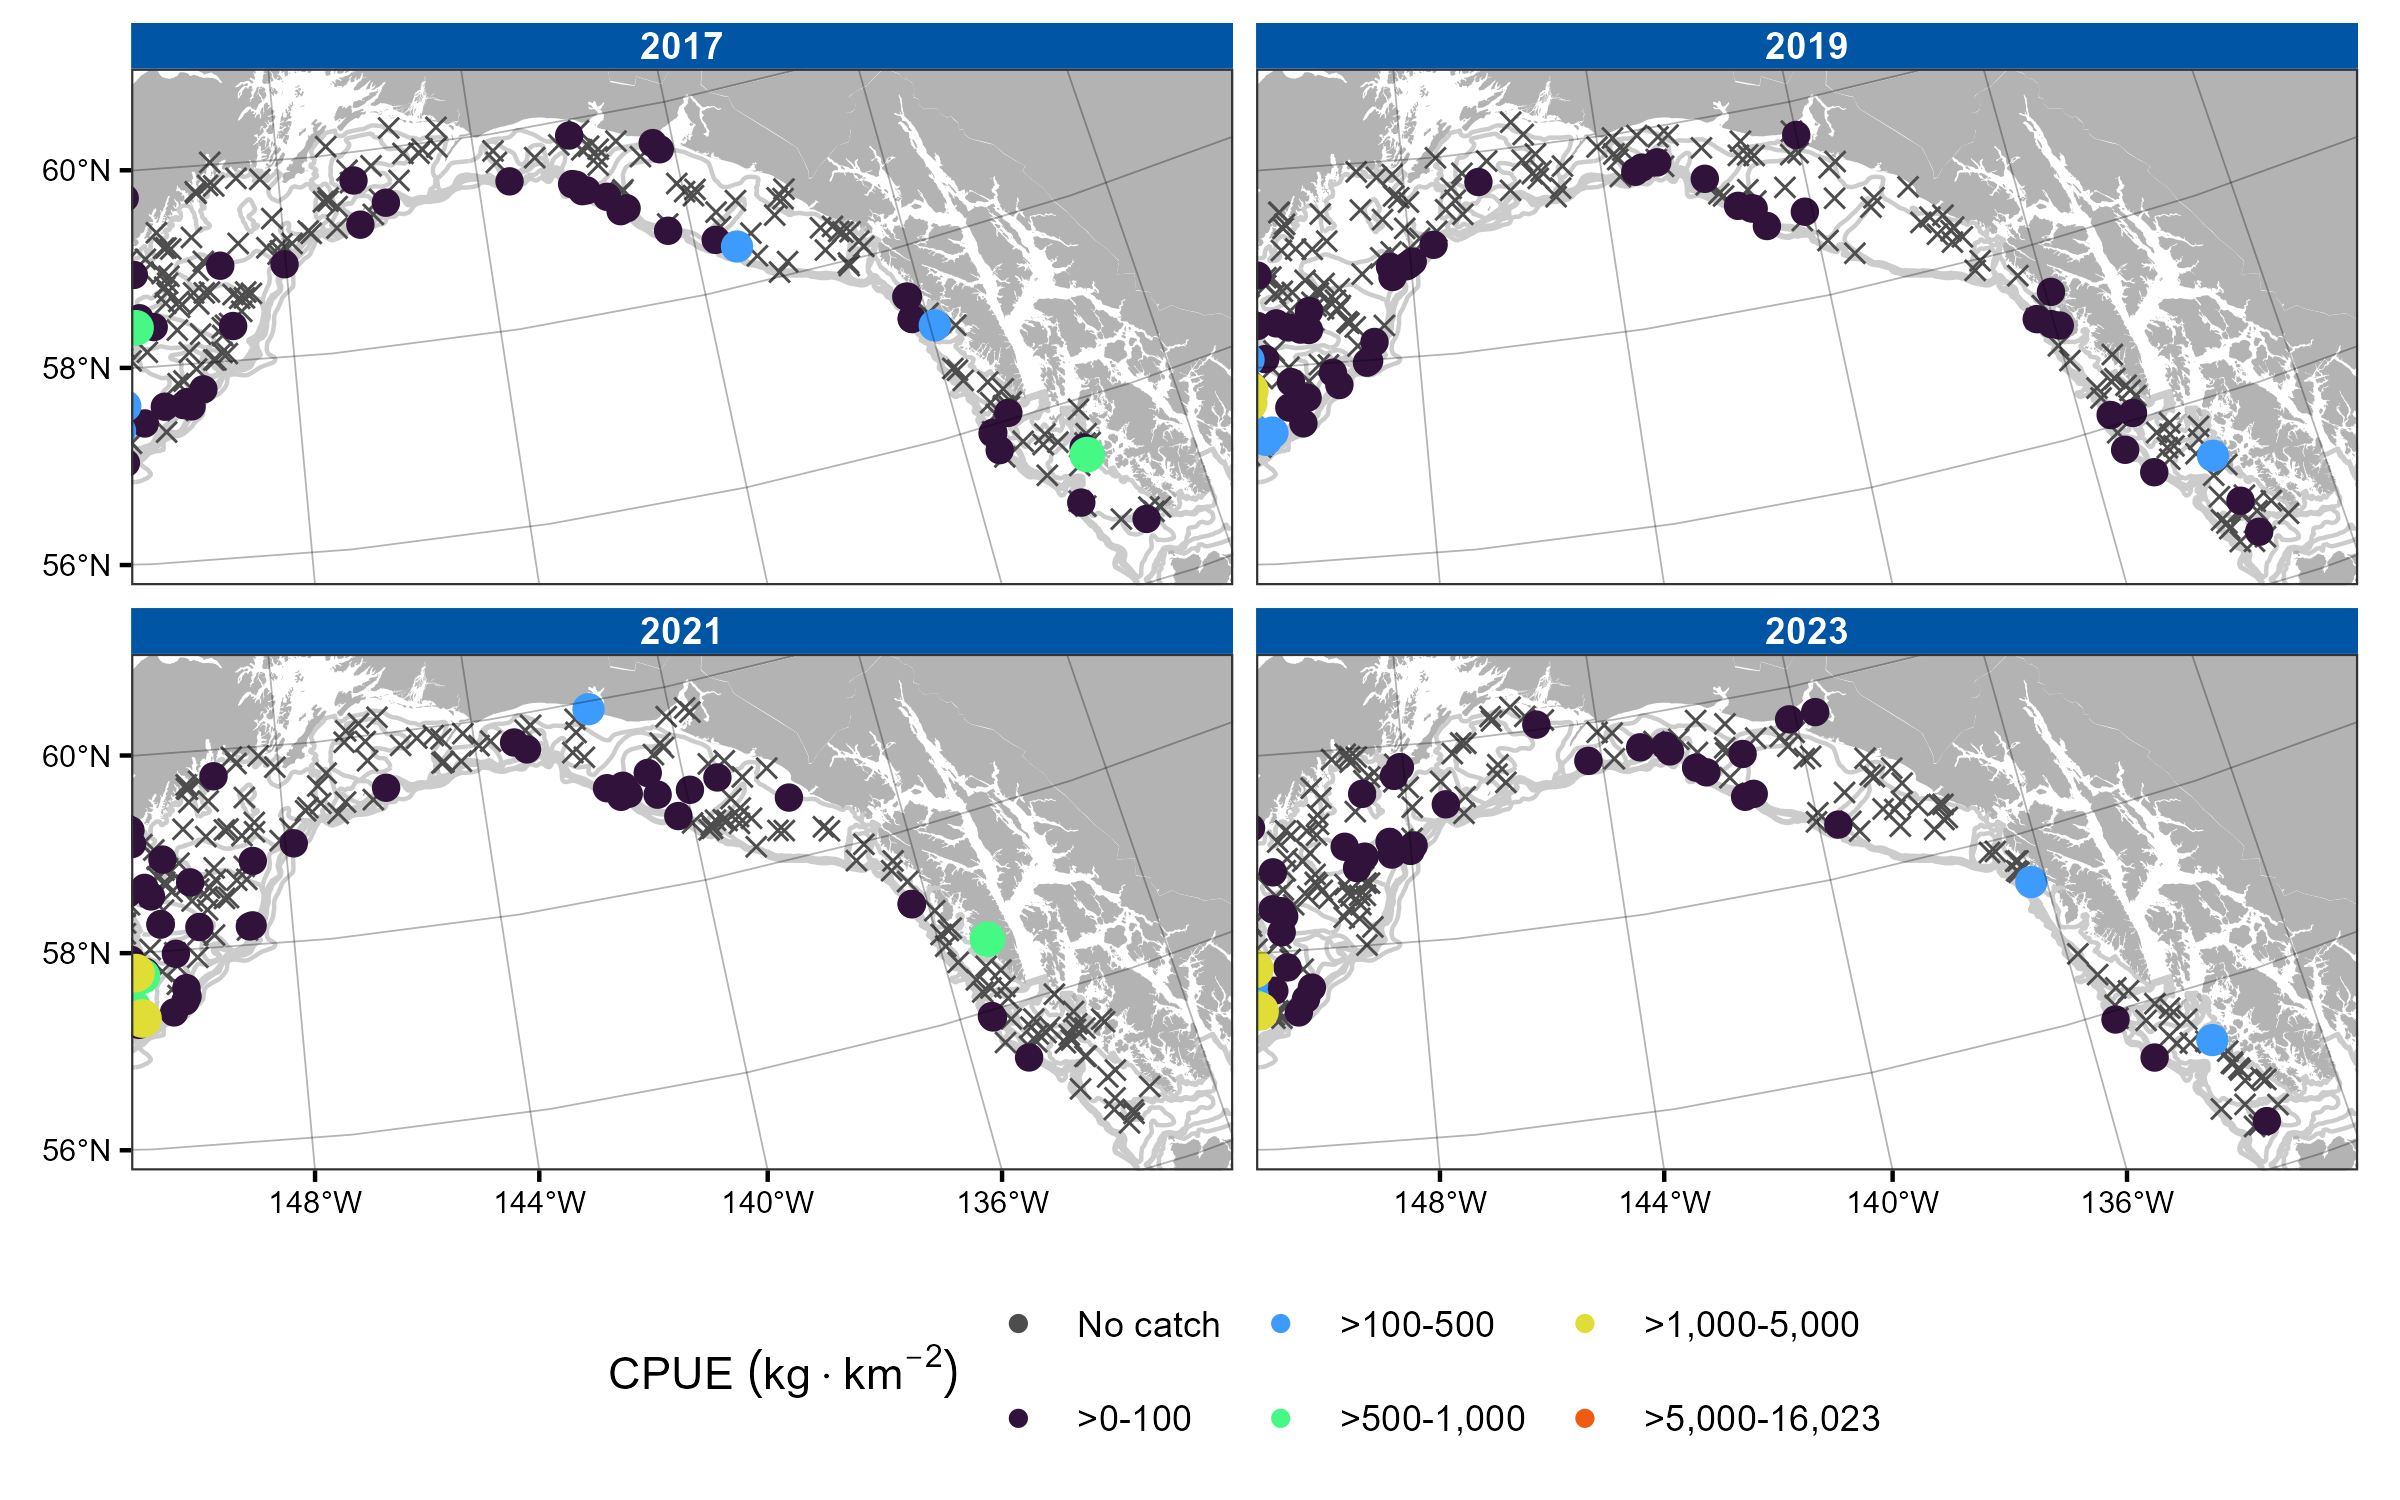 2017
2019
60°N
58°N
56°N
2021
2023
60°N
58°N
56°N
148°W 144°W 140°W 136°W 148°W 144°W 140°W 136°W
No catch >100-500 >1,000-5,000
CPUE (kg · km⁻²)
>0-100 >500-1,000 >5,000-16,023